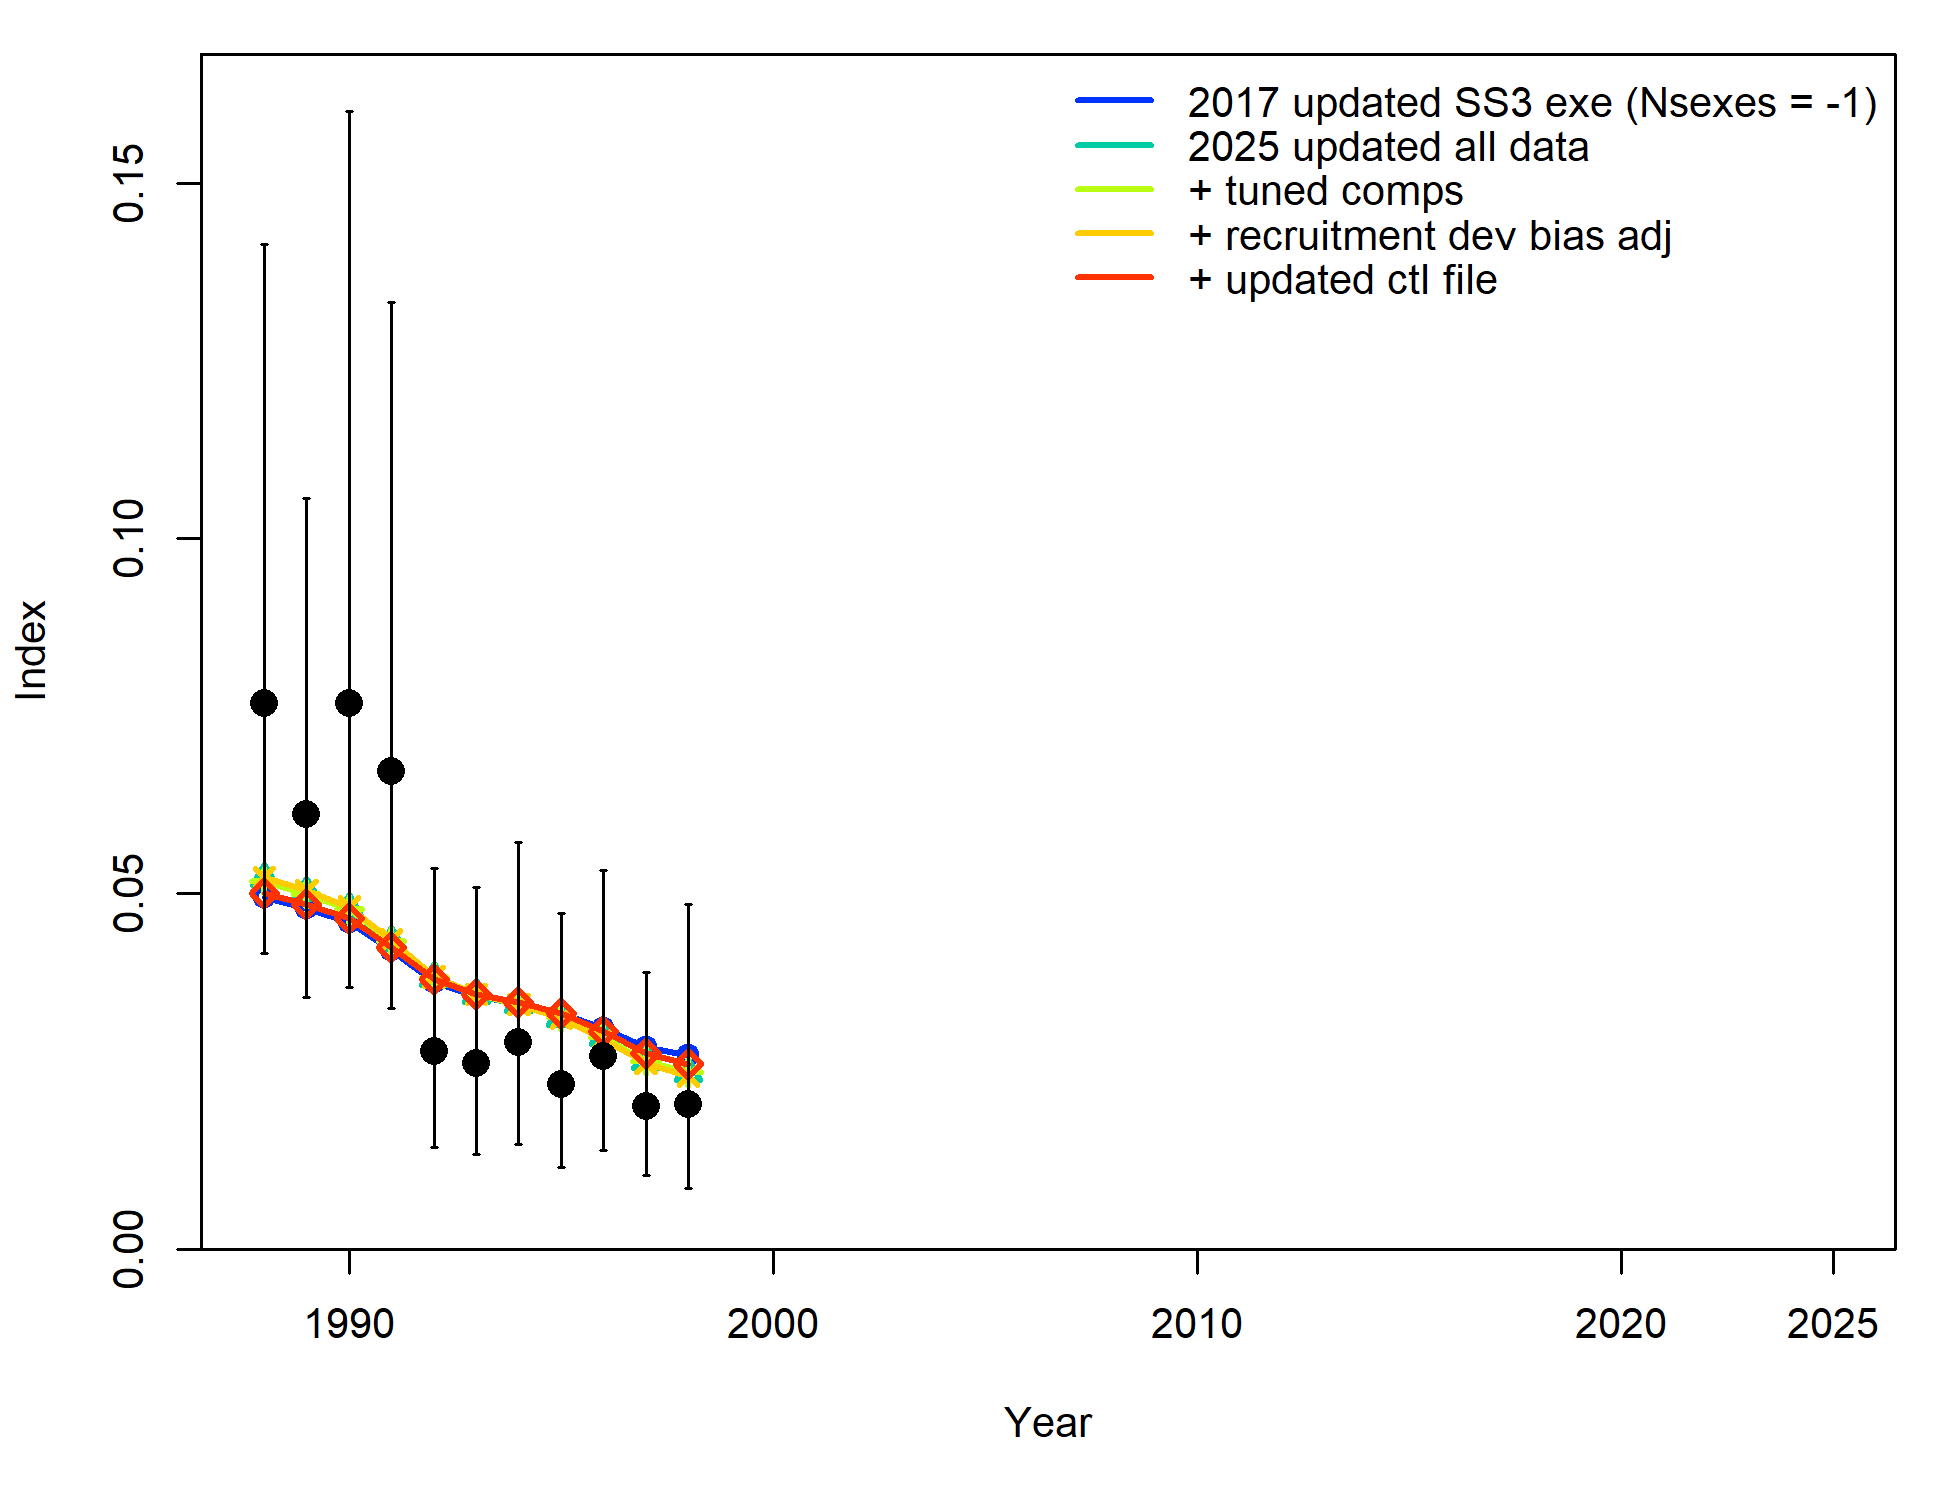 2017 updated SS3 exe (Nsexes = -1)
2025 updated all data
+ tuned comps
+ recruitment dev bias adj
+ updated ctl file
0.15
0.10
0.05
0.00
Index
1990 2000 2010 2020 2025
Year